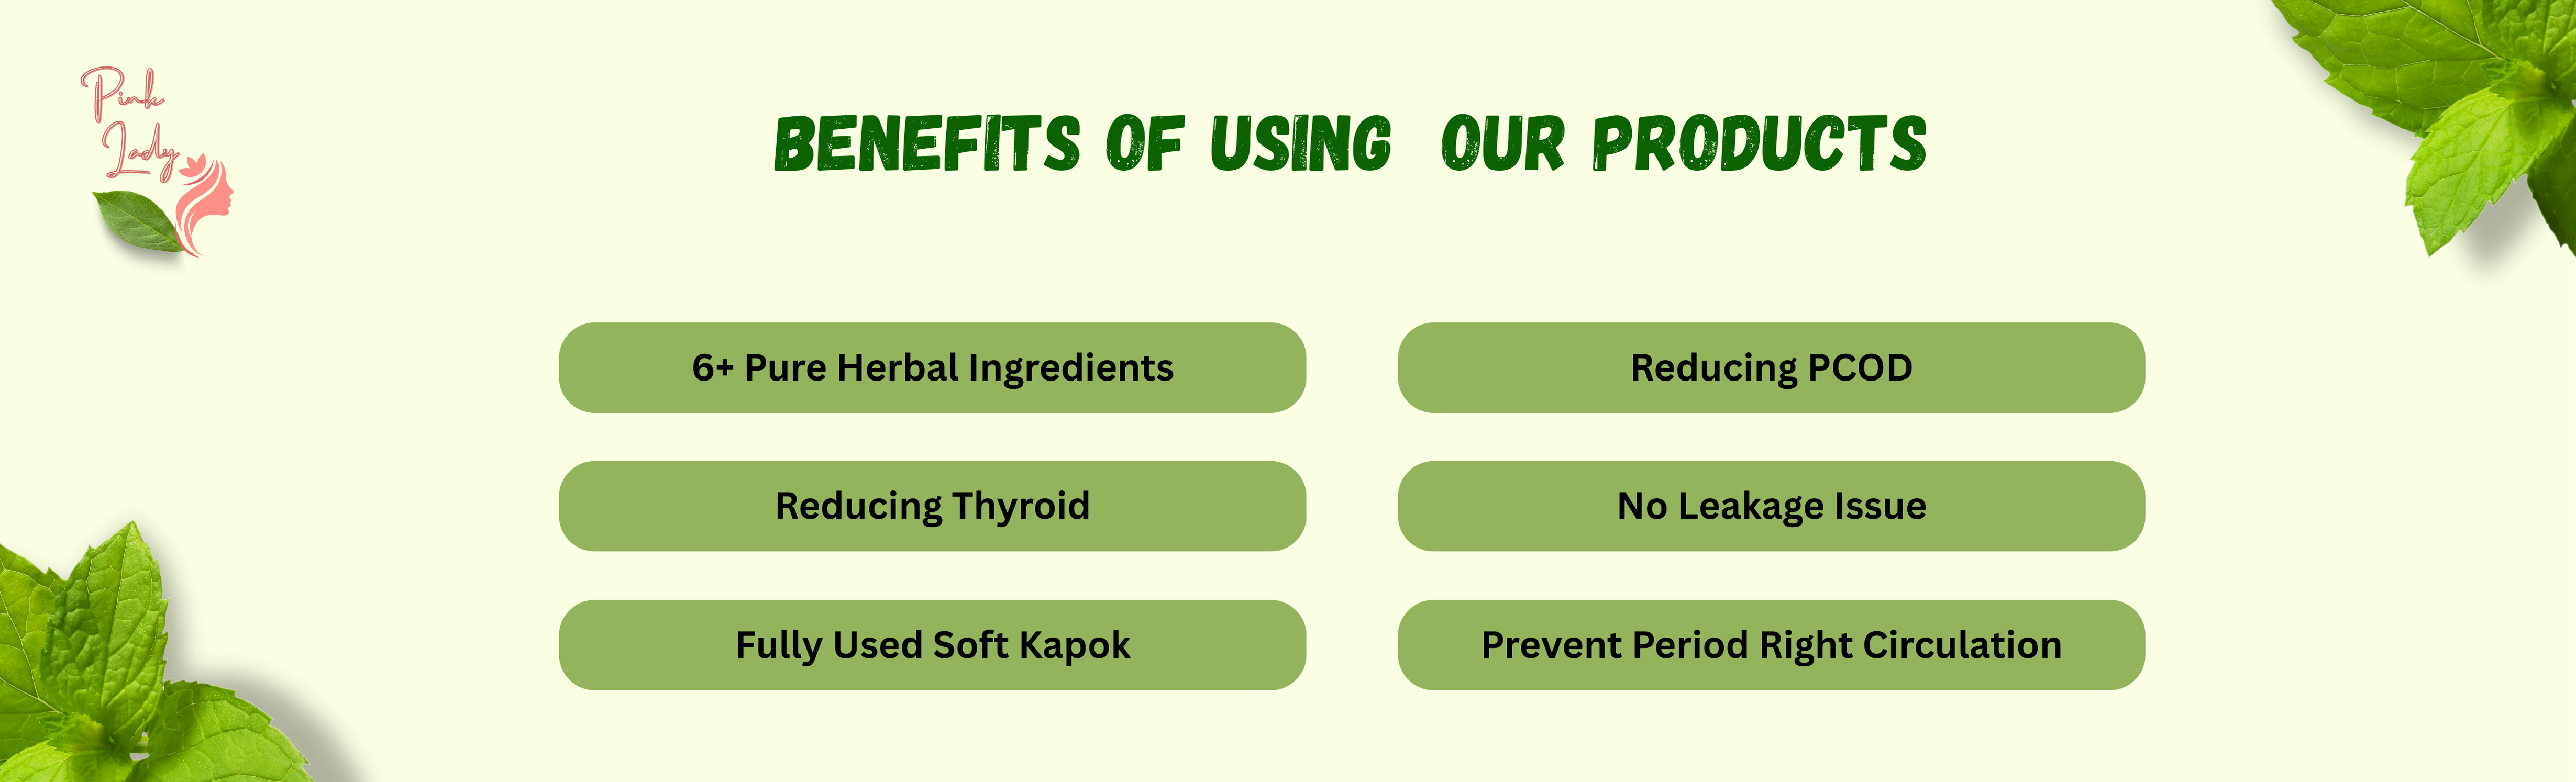 Pink
Lady
BENEFITS OF USING OUR PRODUCTS
6+ Pure Herbal Ingredients
Reducing PCOD
Reducing Thyroid
No Leakage Issue
Fully Used Soft Kapok
Prevent Period Right Circulation